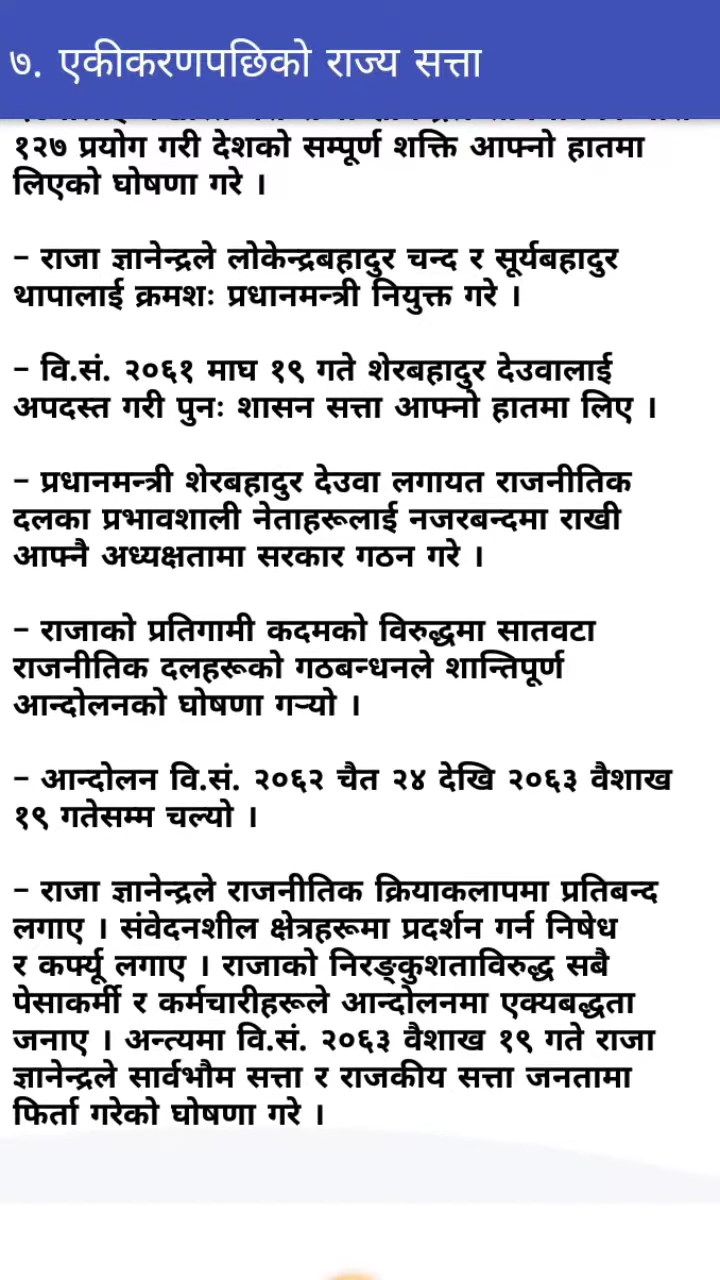 ७. एकीकरणपछिको राज्य सत्ता
१२७ प्रयोग गरी देशको सम्पूर्ण शक्ति आफ्नो हातमा
लिएको घोषणा गरे ।
– राजा ज्ञानेन्द्रले लोकेन्द्रबहादुर चन्द र सूर्यबहादुर
थापालाई क्रमशः प्रधानमन्त्री नियुक्त गरे ।
– वि.सं. २०६१ माघ १९ गते शेरबहादुर देउवालाई
अपदस्त गरी पुनः शासन सत्ता आफ्नो हातमा लिए ।
– प्रधानमन्त्री शेरबहादुर देउवा लगायत राजनीतिक
दलका प्रभावशाली नेताहरूलाई नजरबन्दमा राखी
आफ्नै अध्यक्षतामा सरकार गठन गरे ।
– राजाको प्रतिगामी कदमको विरुद्धमा सातवटा
राजनीतिक दलहरूको गठबन्धनले शान्तिपूर्ण
आन्दोलनको घोषणा गऱ्यो ।
– आन्दोलन वि.सं. २०६२ चैत २४ देखि २०६३ वैशाख
१९ गतेसम्म चल्यो ।
– राजा ज्ञानेन्द्रले राजनीतिक क्रियाकलापमा प्रतिबन्द
लगाए । संवेदनशील क्षेत्रहरूमा प्रदर्शन गर्न निषेध
र कर्फ्यू लगाए । राजाको निरङ्कुशताविरुद्ध सबै
पेसाकर्मी र कर्मचारीहरूले आन्दोलनमा एक्यबद्धता
जनाए । अन्त्यमा वि.सं. २०६३ वैशाख १९ गते राजा
ज्ञानेन्द्रले सार्वभौम सत्ता र राजकीय सत्ता जनतामा
फिर्ता गरेको घोषणा गरे ।